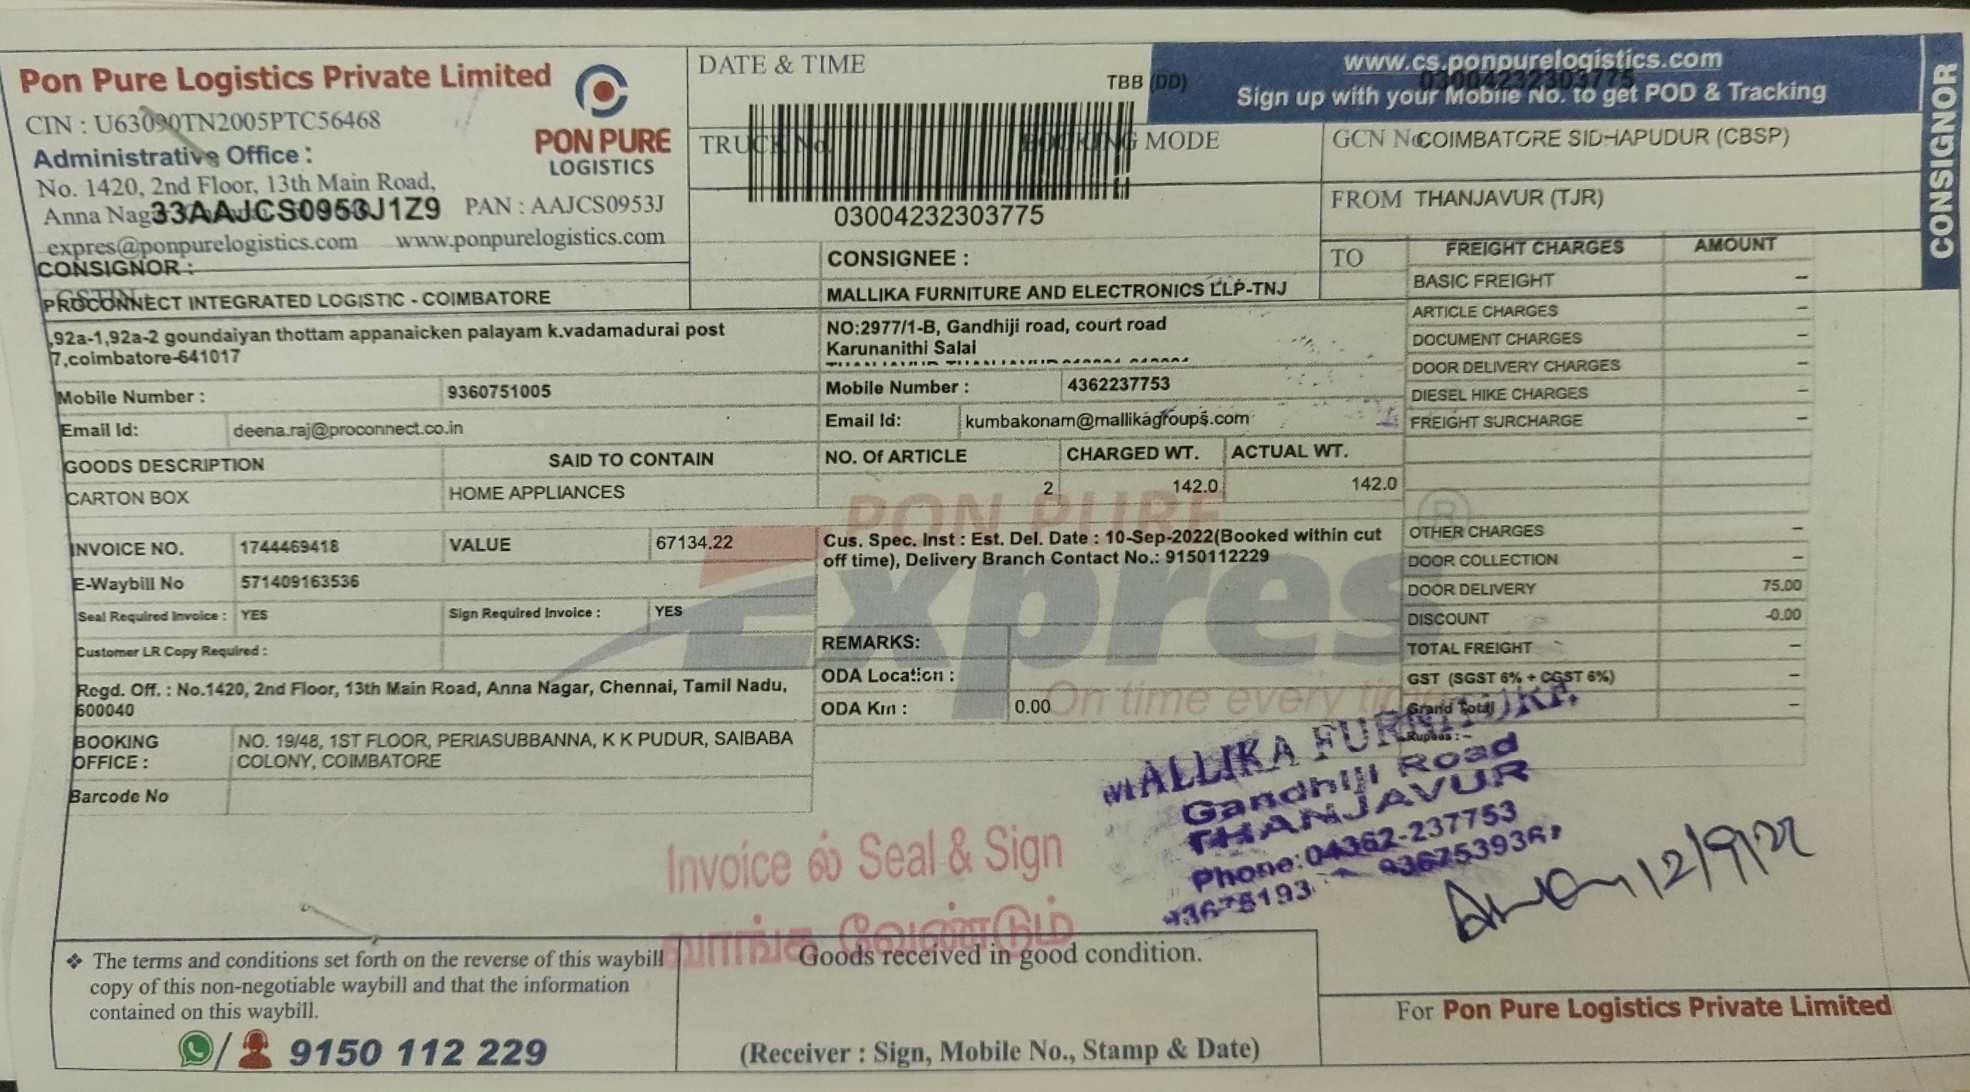 Pon Pure Logistics Private Limited
CIN : U63090TN2005PTC56468
Administrative Office :
No. 1420, 2nd Floor, 13th Main Road,
Anna Nag
33AAJCS0953J1Z9 PAN : AAJCS0953J
expres@ponpurelogistics.com www.ponpurelogistics.com
PON PURE
LOGISTICS
DATE & TIME
TBB (DD)
TRUCK No.
BOOKING MODE
03004232303775
www.cs.ponpurelogistics.com
03004232303775
Sign up with your Mobile No. to get POD & Tracking
CONSIGNOR
GCN No
COIMBATORE SIDHAPUDUR (CBSP)
FROM THANJAVUR (TJR)
TO
CONSIGNOR :
GSTIN
PROCONNECT INTEGRATED LOGISTIC - COIMBATORE
,92a-1,92a-2 goundaiyan thottam appanaicken palayam k.vadamadurai post
7,coimbatore-641017
Mobile Number : 9360751005
Email Id: deena.raj@proconnect.co.in
CONSIGNEE :
MALLIKA FURNITURE AND ELECTRONICS LLP-TNJ
NO:2977/1-B, Gandhiji road, court road
Karunanithi Salai
Mobile Number : 4362237753
Email Id: kumbakonam@mallikagroups.com
GOODS DESCRIPTION SAID TO CONTAIN NO. Of ARTICLE CHARGED WT. ACTUAL WT.
CARTON BOX HOME APPLIANCES 2 142.0 142.0
INVOICE NO. 1744469418 VALUE 67134.22
E-Waybill No 571409163536
Seal Required Invoice : YES Sign Required Invoice : YES
Customer LR Copy Required :
Cus. Spec. Inst : Est. Del. Date : 10-Sep-2022(Booked within cut
off time), Delivery Branch Contact No.: 9150112229
REMARKS:
ODA Location :
ODA Km : 0.00
PON PURE
Expres
®
On time every time
Regd. Off. : No.1420, 2nd Floor, 13th Main Road, Anna Nagar, Chennai, Tamil Nadu,
600040
BOOKING NO. 19/48, 1ST FLOOR, PERIASUBBANNA, K K PUDUR, SAIBABA
OFFICE : COLONY, COIMBATORE
Barcode No
FREIGHT CHARGES AMOUNT
BASIC FREIGHT –
ARTICLE CHARGES –
DOCUMENT CHARGES –
DOOR DELIVERY CHARGES –
DIESEL HIKE CHARGES –
FREIGHT SURCHARGE –
OTHER CHARGES –
DOOR COLLECTION –
DOOR DELIVERY 75.00
DISCOUNT -0.00
TOTAL FREIGHT –
GST (SGST 6% + CGST 6%) –
Grand Total –
Rupees : –
MALLIKA FURNITURE
Gandhiji Road
THANJAVUR
Phone:04362-237753
12/9/22
Invoice ல் Seal & Sign
வாங்க வேண்டும்
❖ The terms and conditions set forth on the reverse of this waybill
copy of this non-negotiable waybill and that the information
contained on this waybill.
/ 9150 112 229
Goods received in good condition.
(Receiver : Sign, Mobile No., Stamp & Date)
For Pon Pure Logistics Private Limited